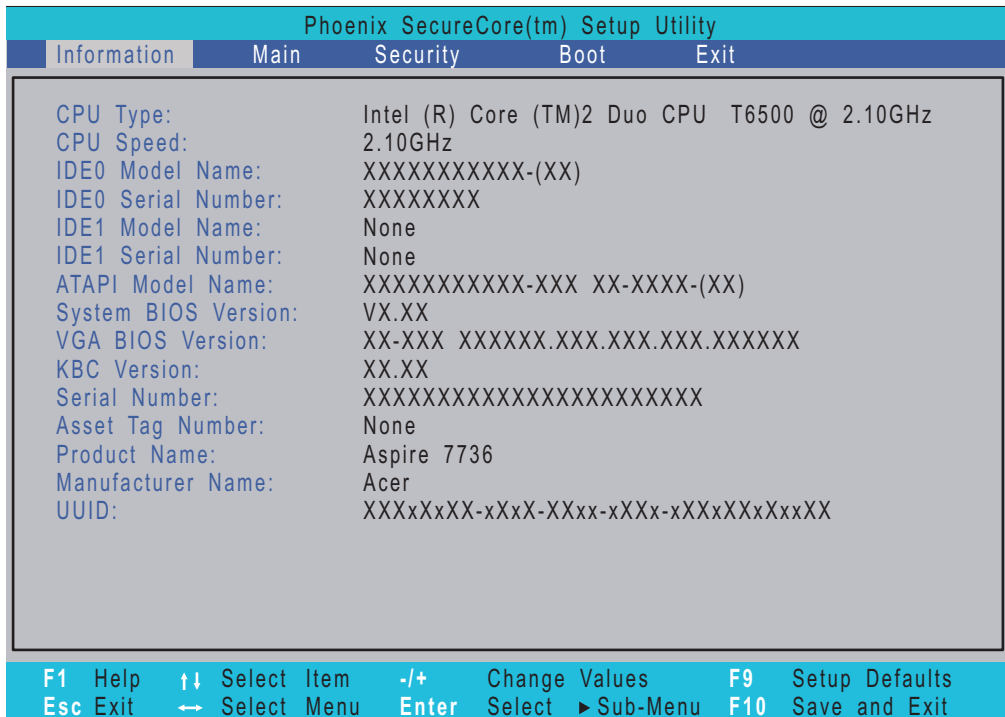 Phoenix SecureCore(tm) Setup Utility
Information Main Security Boot Exit
CPU Type: Intel (R) Core (TM)2 Duo CPU T6500 @ 2.10GHz
CPU Speed: 2.10GHz
IDE0 Model Name: XXXXXXXXXXX-(XX)
IDE0 Serial Number: XXXXXXXX
IDE1 Model Name: None
IDE1 Serial Number: None
ATAPI Model Name: XXXXXXXXXXX-XXX XX-XXXX-(XX)
System BIOS Version: VX.XX
VGA BIOS Version: XX-XXX XXXXXX.XXX.XXX.XXX.XXXXXX
KBC Version: XX.XX
Serial Number: XXXXXXXXXXXXXXXXXXXXXXX
Asset Tag Number: None
Product Name: Aspire 7736
Manufacturer Name: Acer
UUID: XXXxXxXX-xXxX-XXxx-xXXx-xXXxXXxXxxXX
F1 Help ↑↓ Select Item -/+ Change Values F9 Setup Defaults
Esc Exit ↔ Select Menu Enter Select ►Sub-Menu F10 Save and Exit